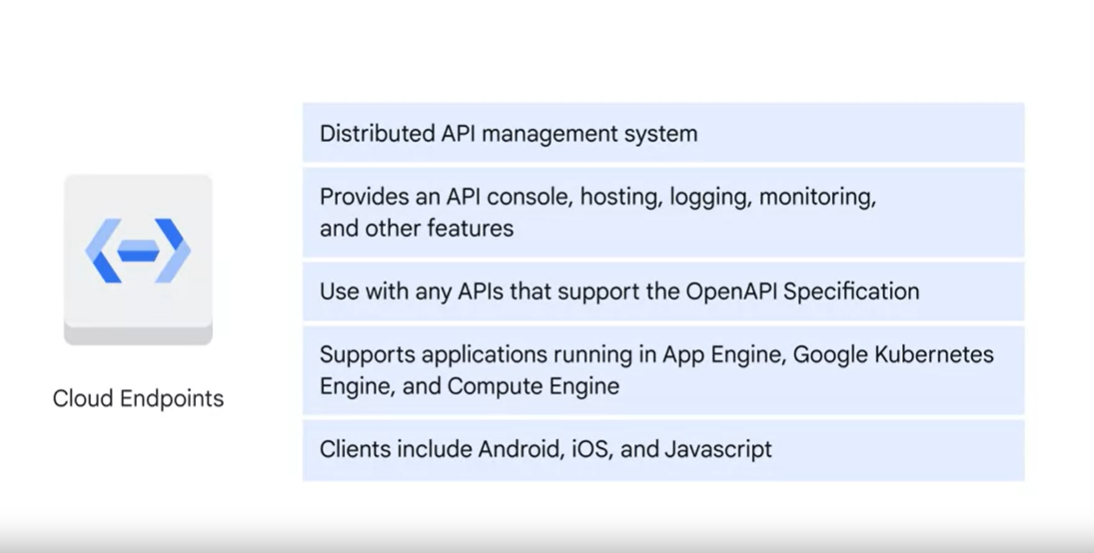 Distributed API management system
Provides an API console, hosting, logging, monitoring,
and other features
Use with any APIs that support the OpenAPI Specification
Supports applications running in App Engine, Google Kubernetes
Engine, and Compute Engine
Clients include Android, iOS, and Javascript
Cloud Endpoints